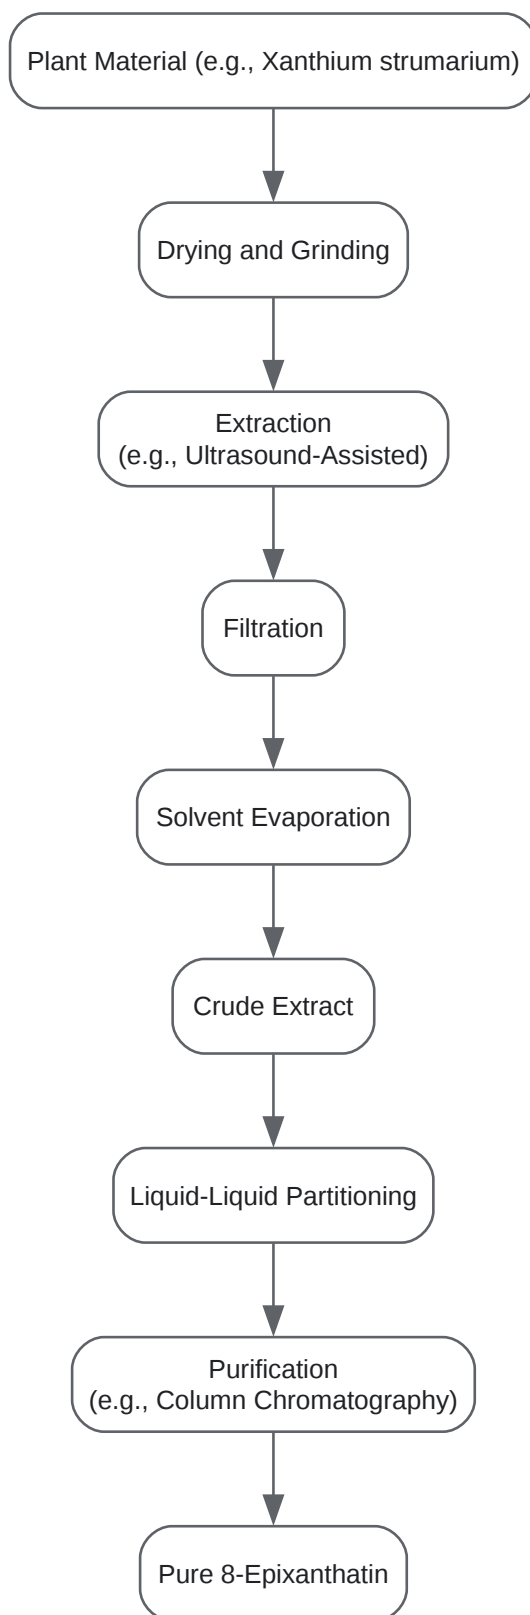 Plant Material (e.g., Xanthium strumarium)
Drying and Grinding
Extraction
(e.g., Ultrasound-Assisted)
Filtration
Solvent Evaporation
Crude Extract
Liquid-Liquid Partitioning
Purification
(e.g., Column Chromatography)
Pure 8-Epixanthatin